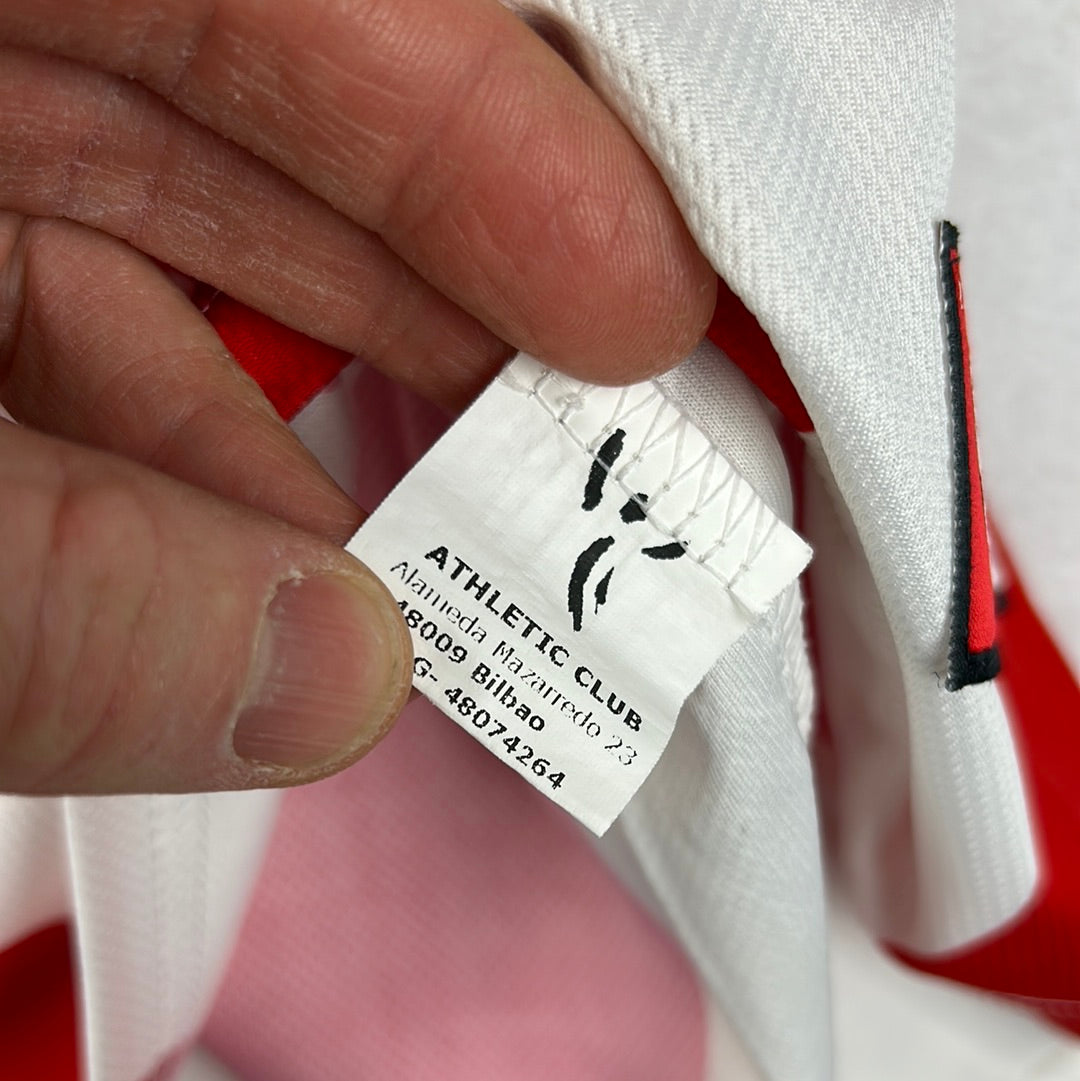 ATHLETIC CLUB
Alameda Mazarredo 23
48009 Bilbao
G- 48074264